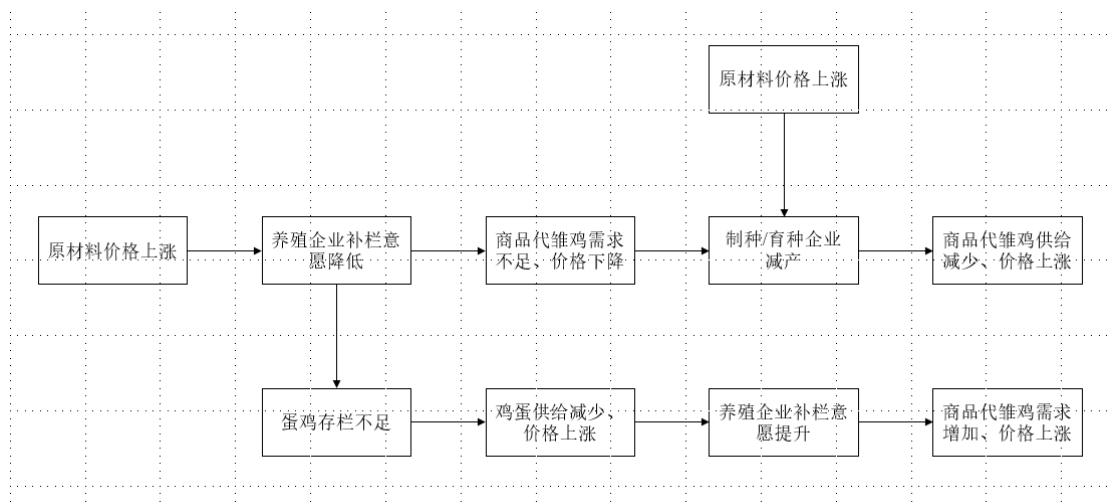 原材料价格上涨
原材料价格上涨
养殖企业补栏意
愿降低
商品代雏鸡需求
不足、价格下降
制种/育种企业
减产
商品代雏鸡供给
减少、价格上涨
蛋鸡存栏不足
鸡蛋供给减少、
价格上涨
养殖企业补栏意
愿提升
商品代雏鸡需求
增加、价格上涨